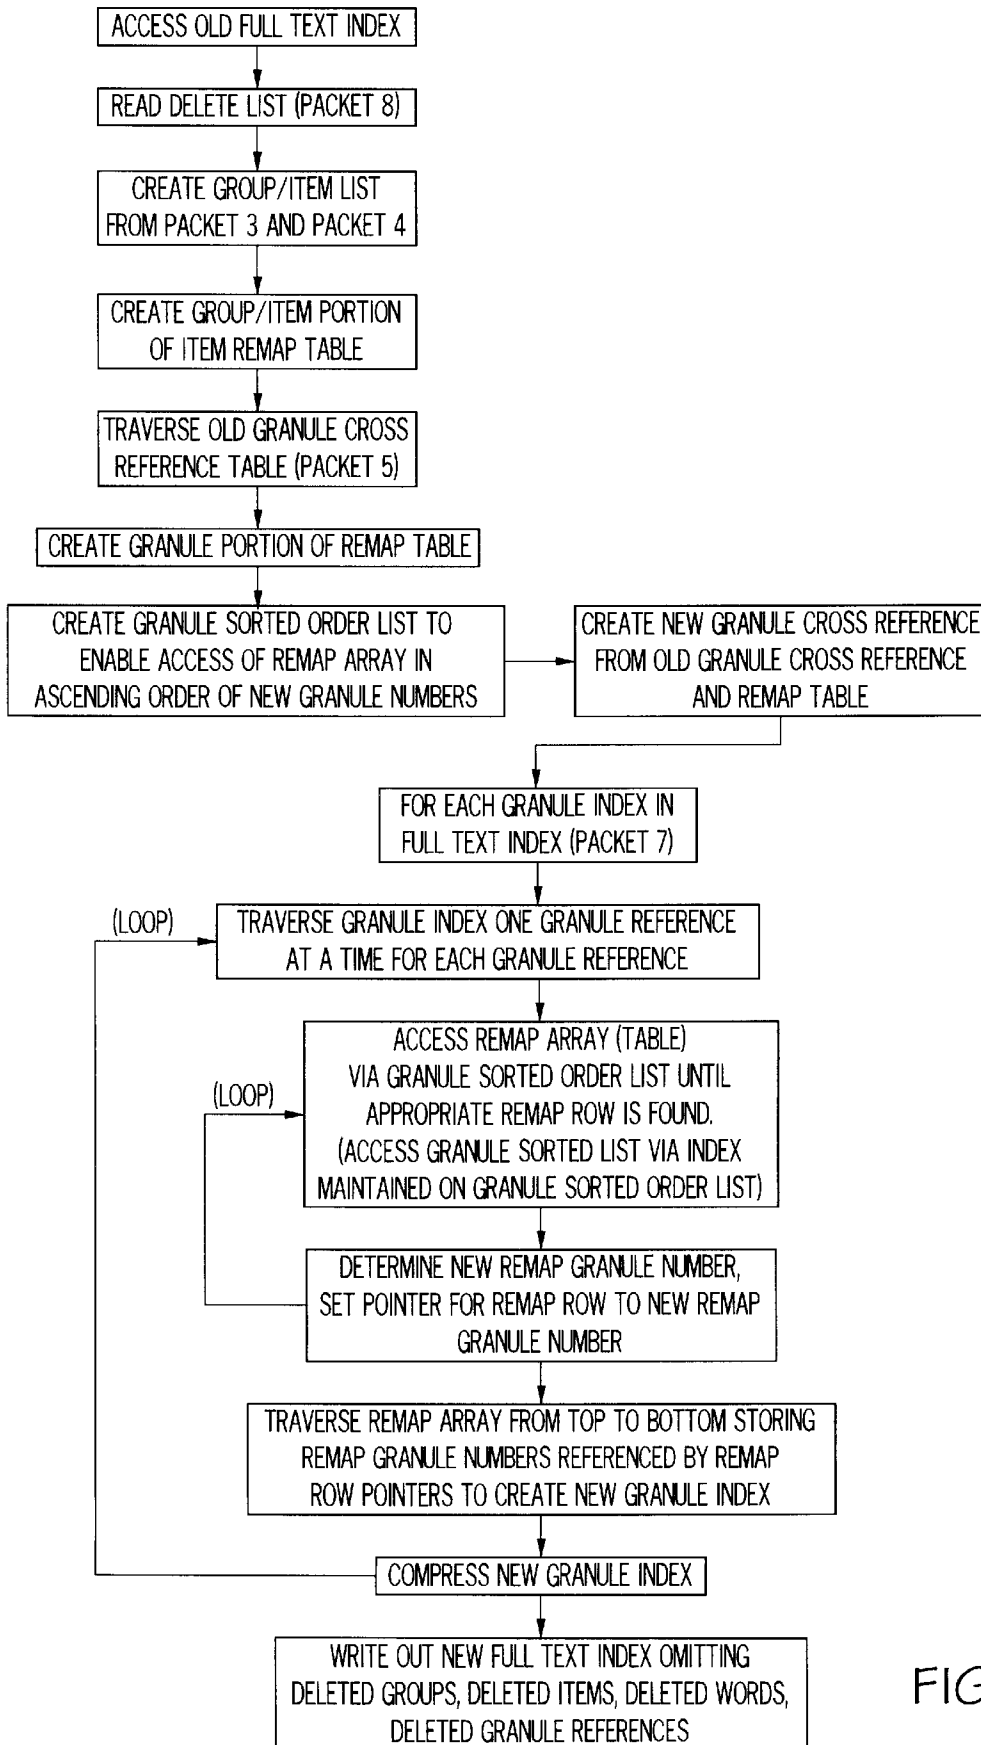 ACCESS OLD FULL TEXT INDEX
READ DELETE LIST (PACKET 8)
CREATE GROUP/ITEM LIST
FROM PACKET 3 AND PACKET 4
CREATE GROUP/ITEM PORTION
OF ITEM REMAP TABLE
TRAVERSE OLD GRANULE CROSS
REFERENCE TABLE (PACKET 5)
CREATE GRANULE PORTION OF REMAP TABLE
CREATE GRANULE SORTED ORDER LIST TO
ENABLE ACCESS OF REMAP ARRAY IN
ASCENDING ORDER OF NEW GRANULE NUMBERS
CREATE NEW GRANULE CROSS REFERENCE
FROM OLD GRANULE CROSS REFERENCE
AND REMAP TABLE
FOR EACH GRANULE INDEX IN
FULL TEXT INDEX (PACKET 7)
(LOOP)
TRAVERSE GRANULE INDEX ONE GRANULE REFERENCE
AT A TIME FOR EACH GRANULE REFERENCE
(LOOP)
ACCESS REMAP ARRAY (TABLE)
VIA GRANULE SORTED ORDER LIST UNTIL
APPROPRIATE REMAP ROW IS FOUND.
(ACCESS GRANULE SORTED LIST VIA INDEX
MAINTAINED ON GRANULE SORTED ORDER LIST)
DETERMINE NEW REMAP GRANULE NUMBER,
SET POINTER FOR REMAP ROW TO NEW REMAP
GRANULE NUMBER
TRAVERSE REMAP ARRAY FROM TOP TO BOTTOM STORING
REMAP GRANULE NUMBERS REFERENCED BY REMAP
ROW POINTERS TO CREATE NEW GRANULE INDEX
COMPRESS NEW GRANULE INDEX
WRITE OUT NEW FULL TEXT INDEX OMITTING
DELETED GROUPS, DELETED ITEMS, DELETED WORDS,
DELETED GRANULE REFERENCES